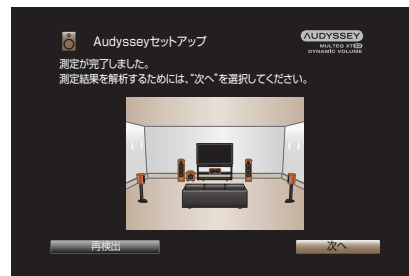 Audysseyセットアップ
AUDYSSEY
MULTEQ XT32
DYNAMIC VOLUME
測定が完了しました。
測定結果を解析するためには、“次へ”を選択してください。
再検出
次へ